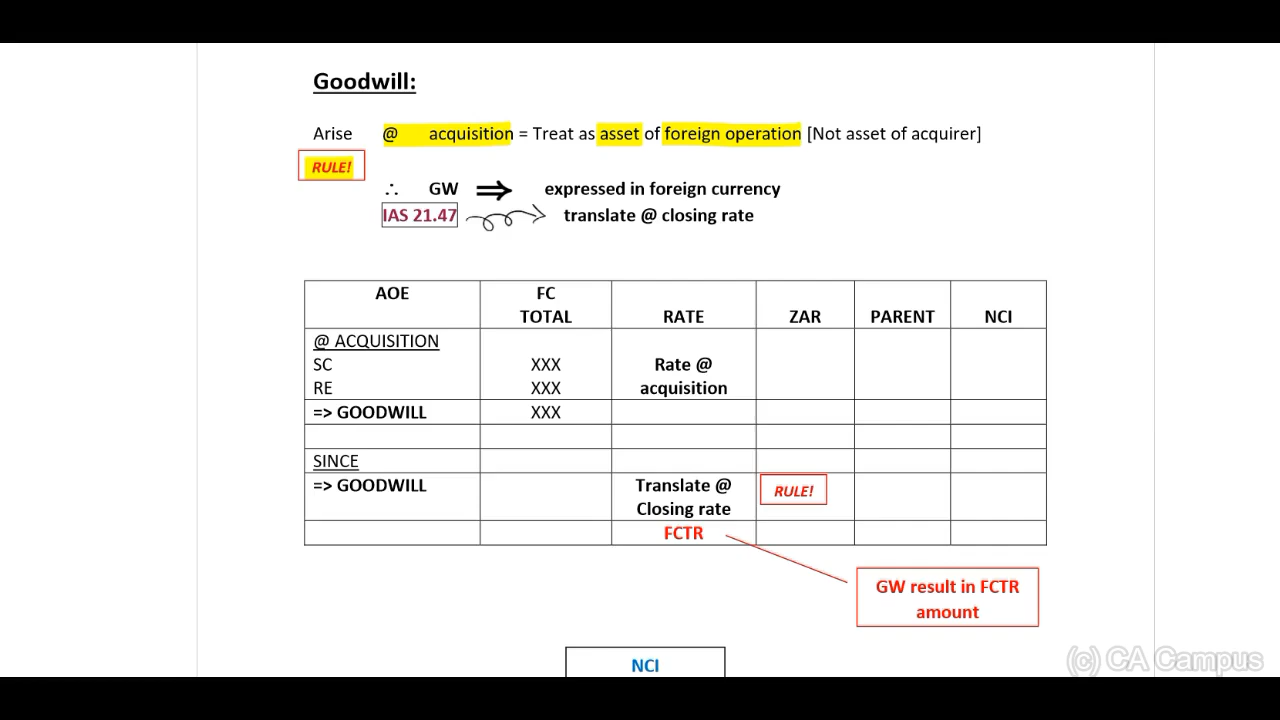 Goodwill:
Arise @ acquisition = Treat as asset of foreign operation [Not asset of acquirer]
RULE!
∴ GW ⇒ expressed in foreign currency
IAS 21.47 translate @ closing rate
AOE FC
TOTAL RATE ZAR PARENT NCI
@ ACQUISITION
SC XXX Rate @
RE XXX acquisition
=> GOODWILL XXX
SINCE
=> GOODWILL Translate @ RULE!
Closing rate
FCTR
GW result in FCTR
amount
NCI
(c) CA Campus